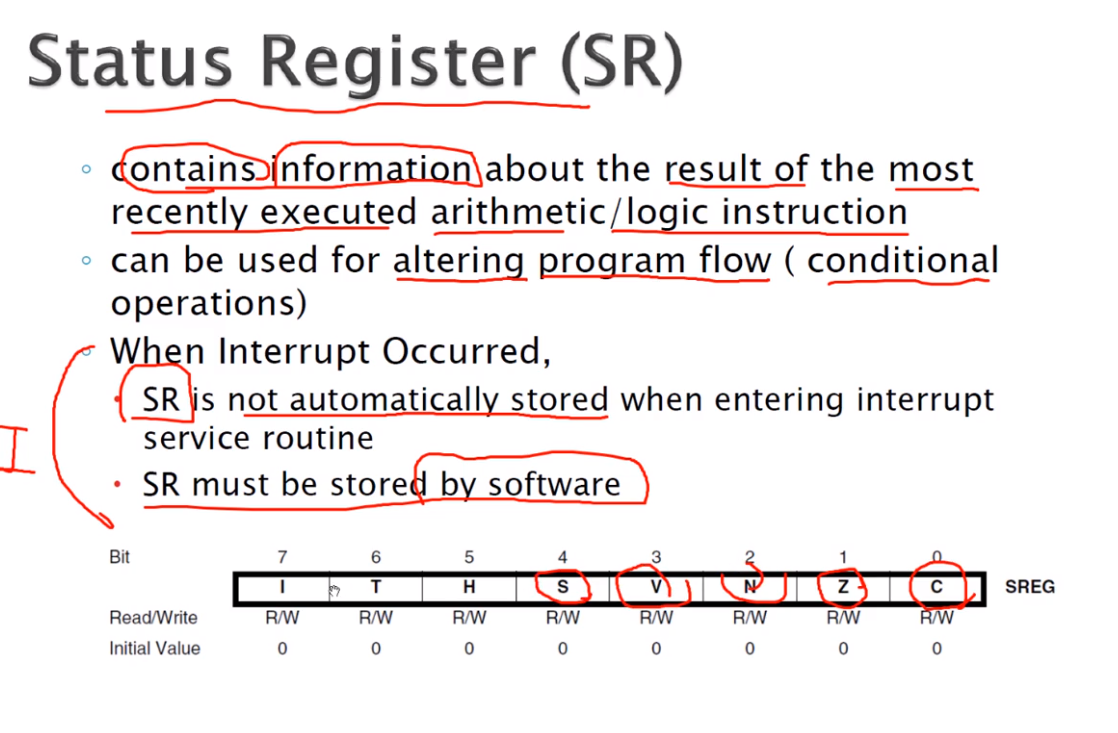 Status Register (SR)
contains information about the result of the most
recently executed arithmetic/logic instruction
can be used for altering program flow ( conditional
operations)
When Interrupt Occurred,
SR is not automatically stored when entering interrupt
service routine
I
SR must be stored by software
Bit 7 6 5 4 3 2 1 0
I T H S V N Z C SREG
Read/Write R/W R/W R/W R/W R/W R/W R/W R/W
Initial Value 0 0 0 0 0 0 0 0